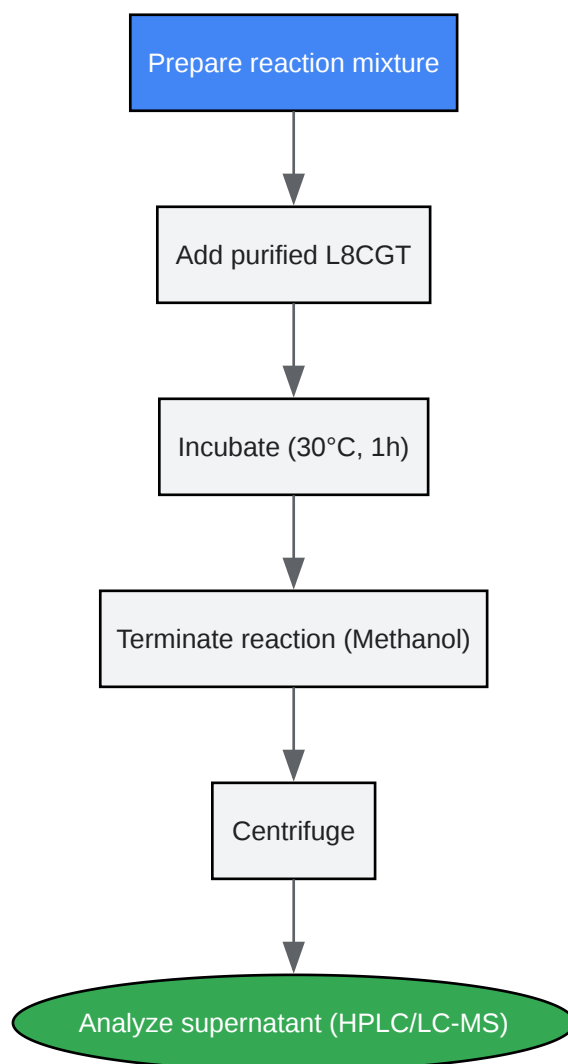 Prepare reaction mixture
Add purified L8CGT
Incubate (30°C, 1h)
Terminate reaction (Methanol)
Centrifuge
Analyze supernatant (HPLC/LC-MS)